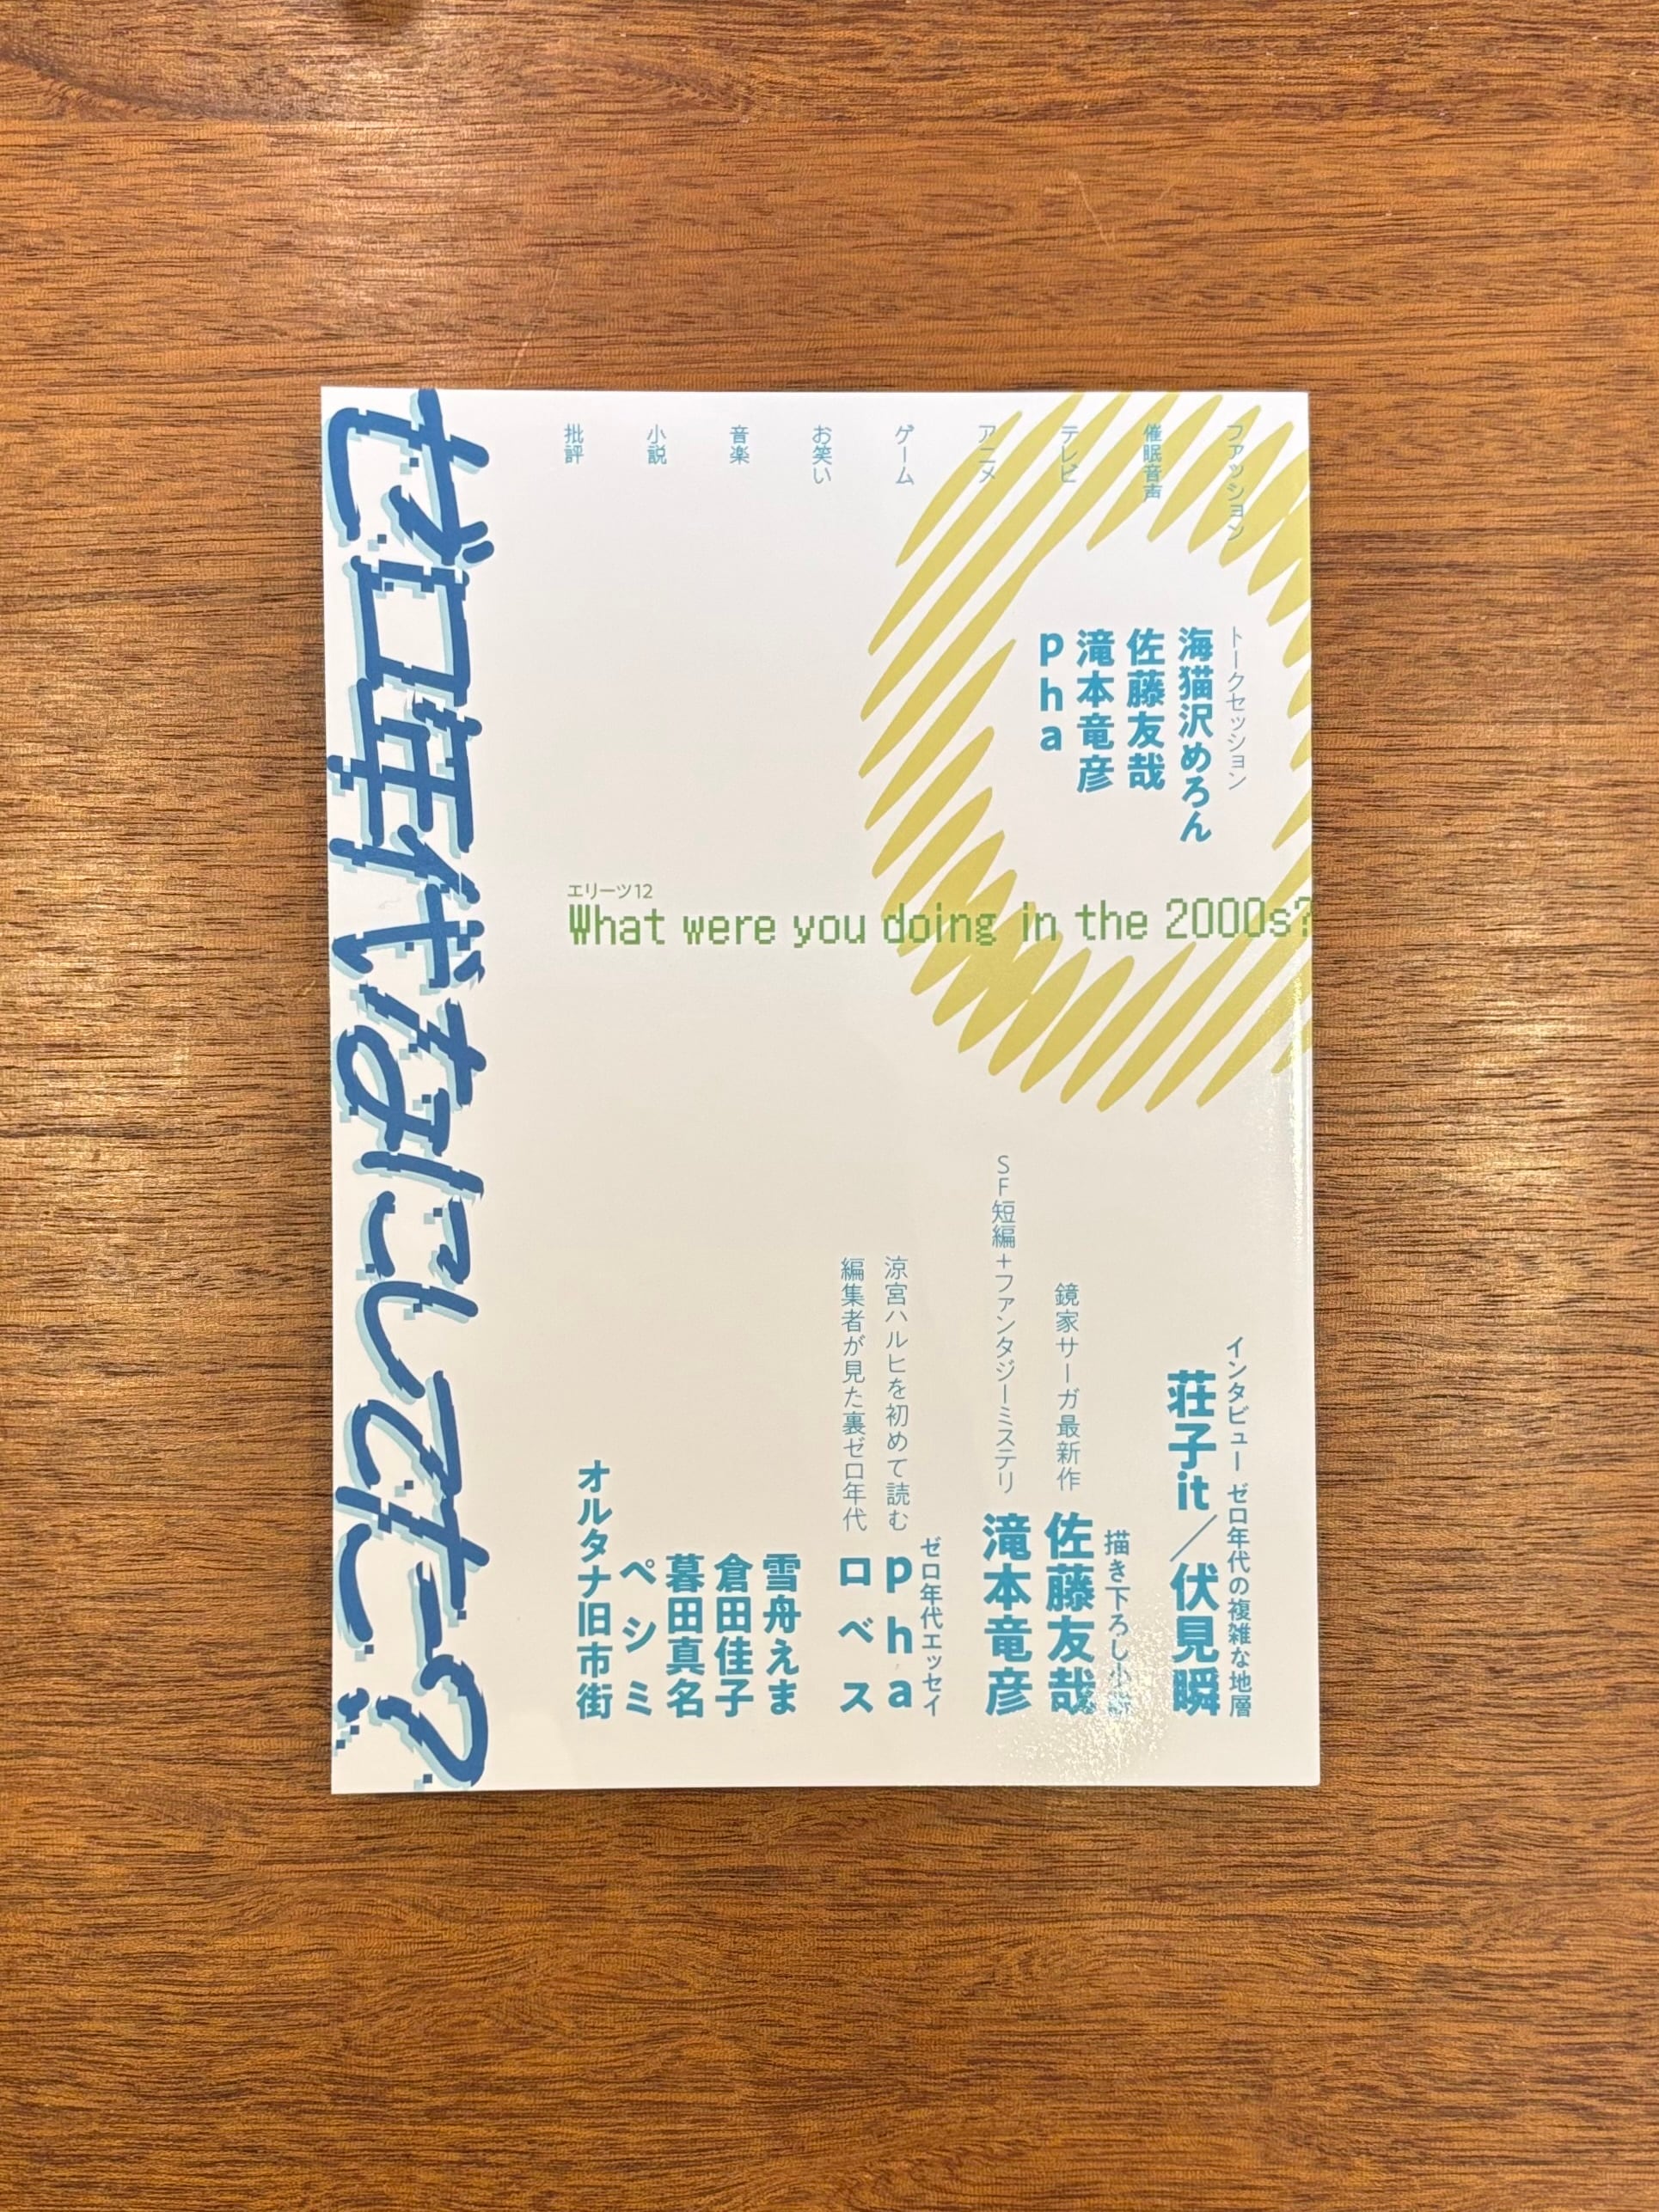 ファッション
催眠音声
テレビ
アニメ
ゲーム
お笑い
音楽
小説
批評
トークセッション
海猫沢めろん
佐藤友哉
滝本竜彦
pha
エリーツ12
What were you doing in the 2000s?
インタビュー ゼロ年代の複雑な地層
荘子it/伏見瞬
描き下ろし小説
鏡家サーガ最新作 佐藤友哉
SF短編+ファンタジーミステリ 滝本竜彦
ゼロ年代エッセイ
涼宮ハルヒを初めて読む pha
編集者が見た裏ゼロ年代 ロベス
雪舟えま
倉田佳子
暮田真名
ペシミ
オルタナ旧市街
ゼロ年代なにしてた?